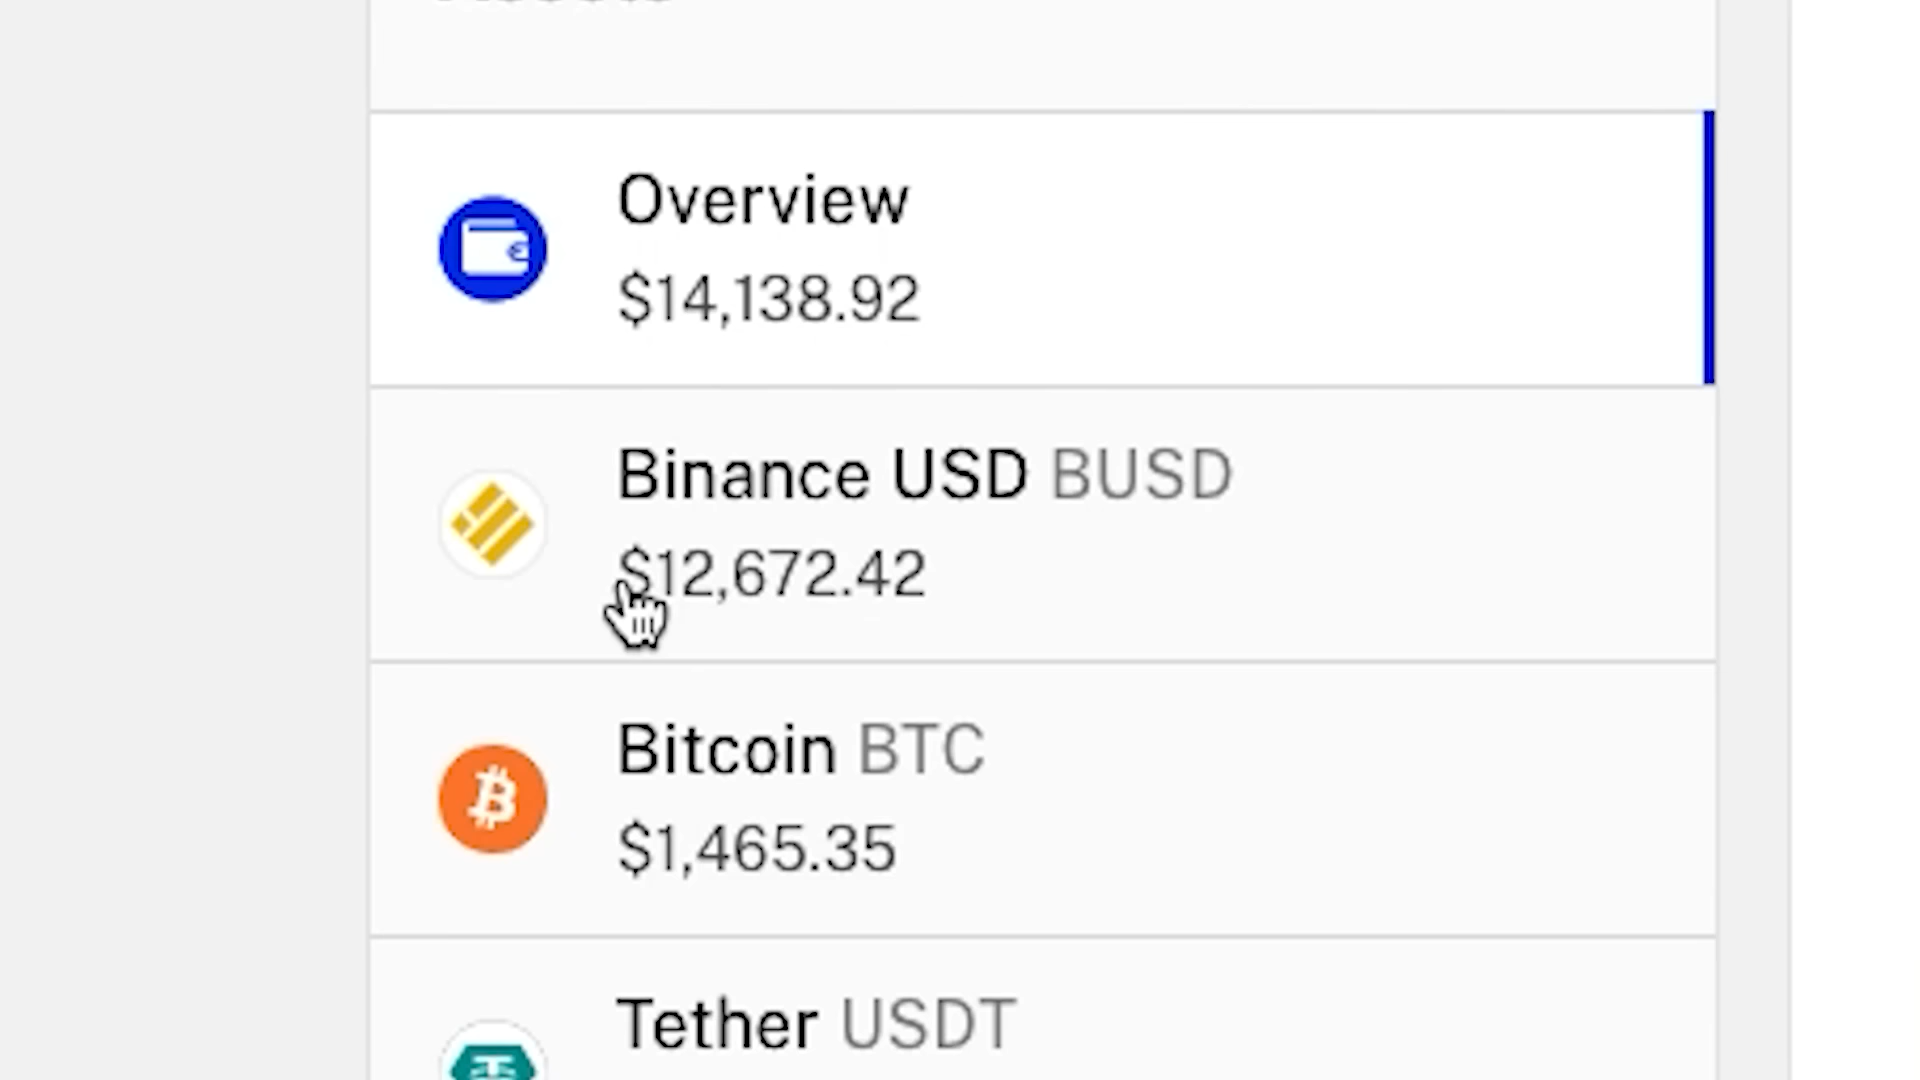 Overview
$14,138.92
Binance USD BUSD
$12,672.42
Bitcoin BTC
$1,465.35
Tether USDT